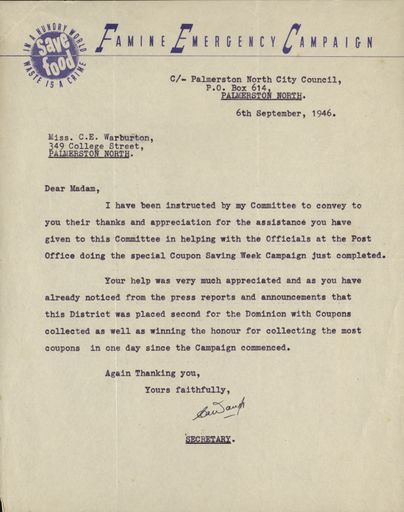 IN A HUNGRY WORLD
Save food
WASTE IS A CRIME
FAMINE EMERGENCY CAMPAIGN
C/- Palmerston North City Council,
P.O. Box 614,
PALMERSTON NORTH.
6th September, 1946.
Miss. C.E. Warburton,
349 College Street,
PALMERSTON NORTH.
Dear Madam,
I have been instructed by my Committee to convey to
you their thanks and appreciation for the assistance you have
given to this Committee in helping with the Officials at the Post
Office doing the special Coupon Saving Week Campaign just completed.
Your help was very much appreciated and as you have
already noticed from the press reports and announcements that
this District was placed second for the Dominion with Coupons
collected as well as winning the honour for collecting the most
coupons in one day since the Campaign commenced.
Again Thanking you,
Yours faithfully,
SECRETARY.